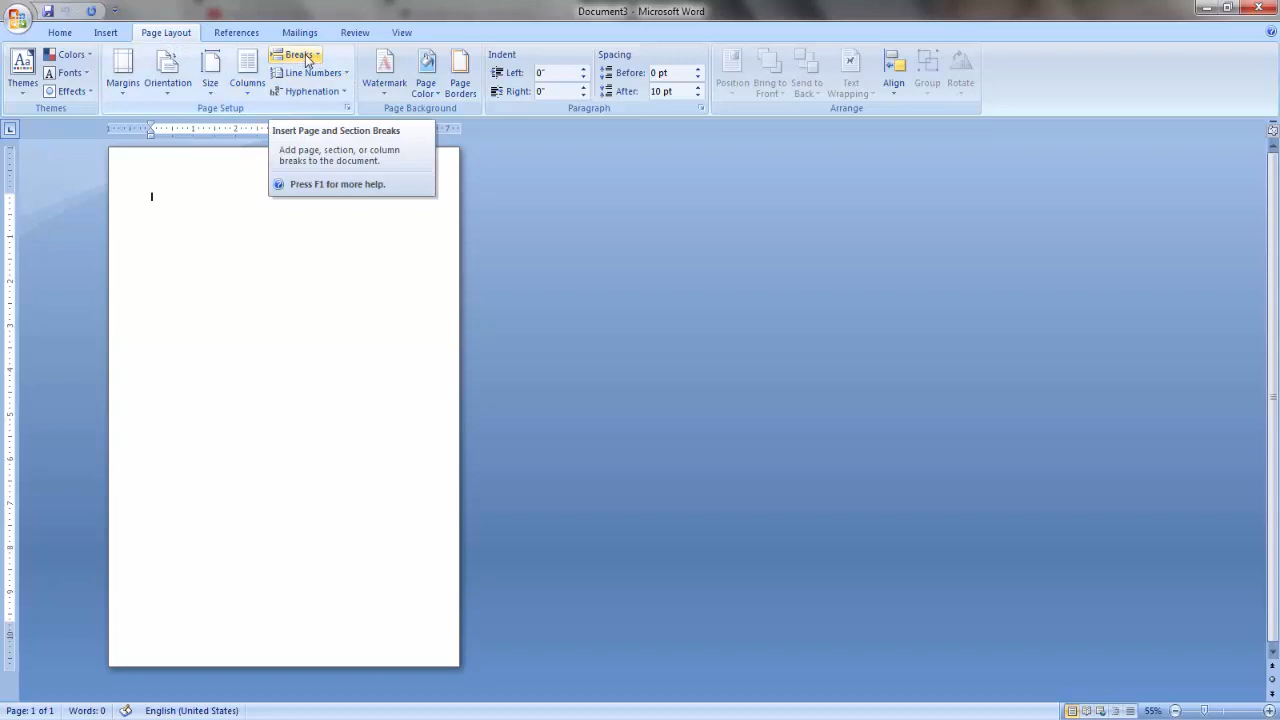 Document3 - Microsoft Word
Home Insert Page Layout References Mailings Review View
Themes
Colors
Fonts
Effects
Themes
Margins
Orientation
Size
Columns
Breaks
Line Numbers
Hyphenation
Page Setup
Watermark
Page Color
Page Borders
Page Background
Indent
Left: 0"
Right: 0"
Spacing
Before: 0 pt
After: 10 pt
Paragraph
Position
Bring to Front
Send to Back
Text Wrapping
Align
Group
Rotate
Arrange
Insert Page and Section Breaks
Add page, section, or column
breaks to the document.
Press F1 for more help.
Page: 1 of 1 Words: 0 English (United States) 55%